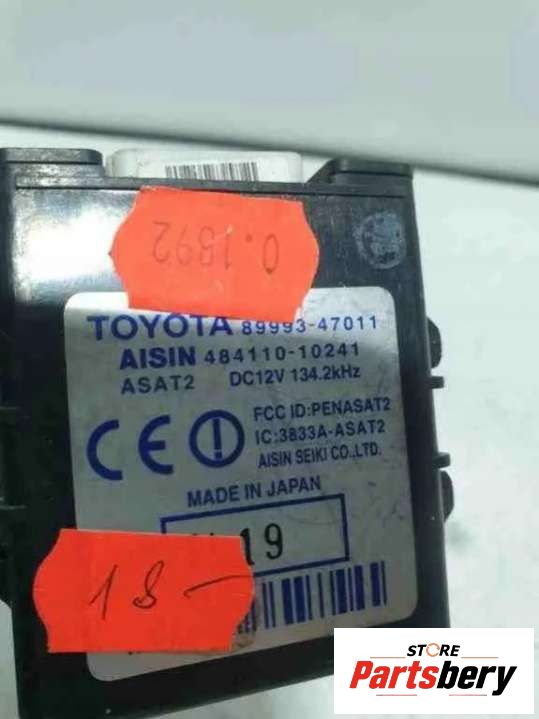 0.1892
TOYOTA 89993-47011
AISIN 484110-10241
ASAT2 DC12V 134.2kHz
CE
FCC ID:PENASAT2
IC:3833A-ASAT2
AISIN SEIKI CO.,LTD.
MADE IN JAPAN
19
18-
STORE
Partsbery